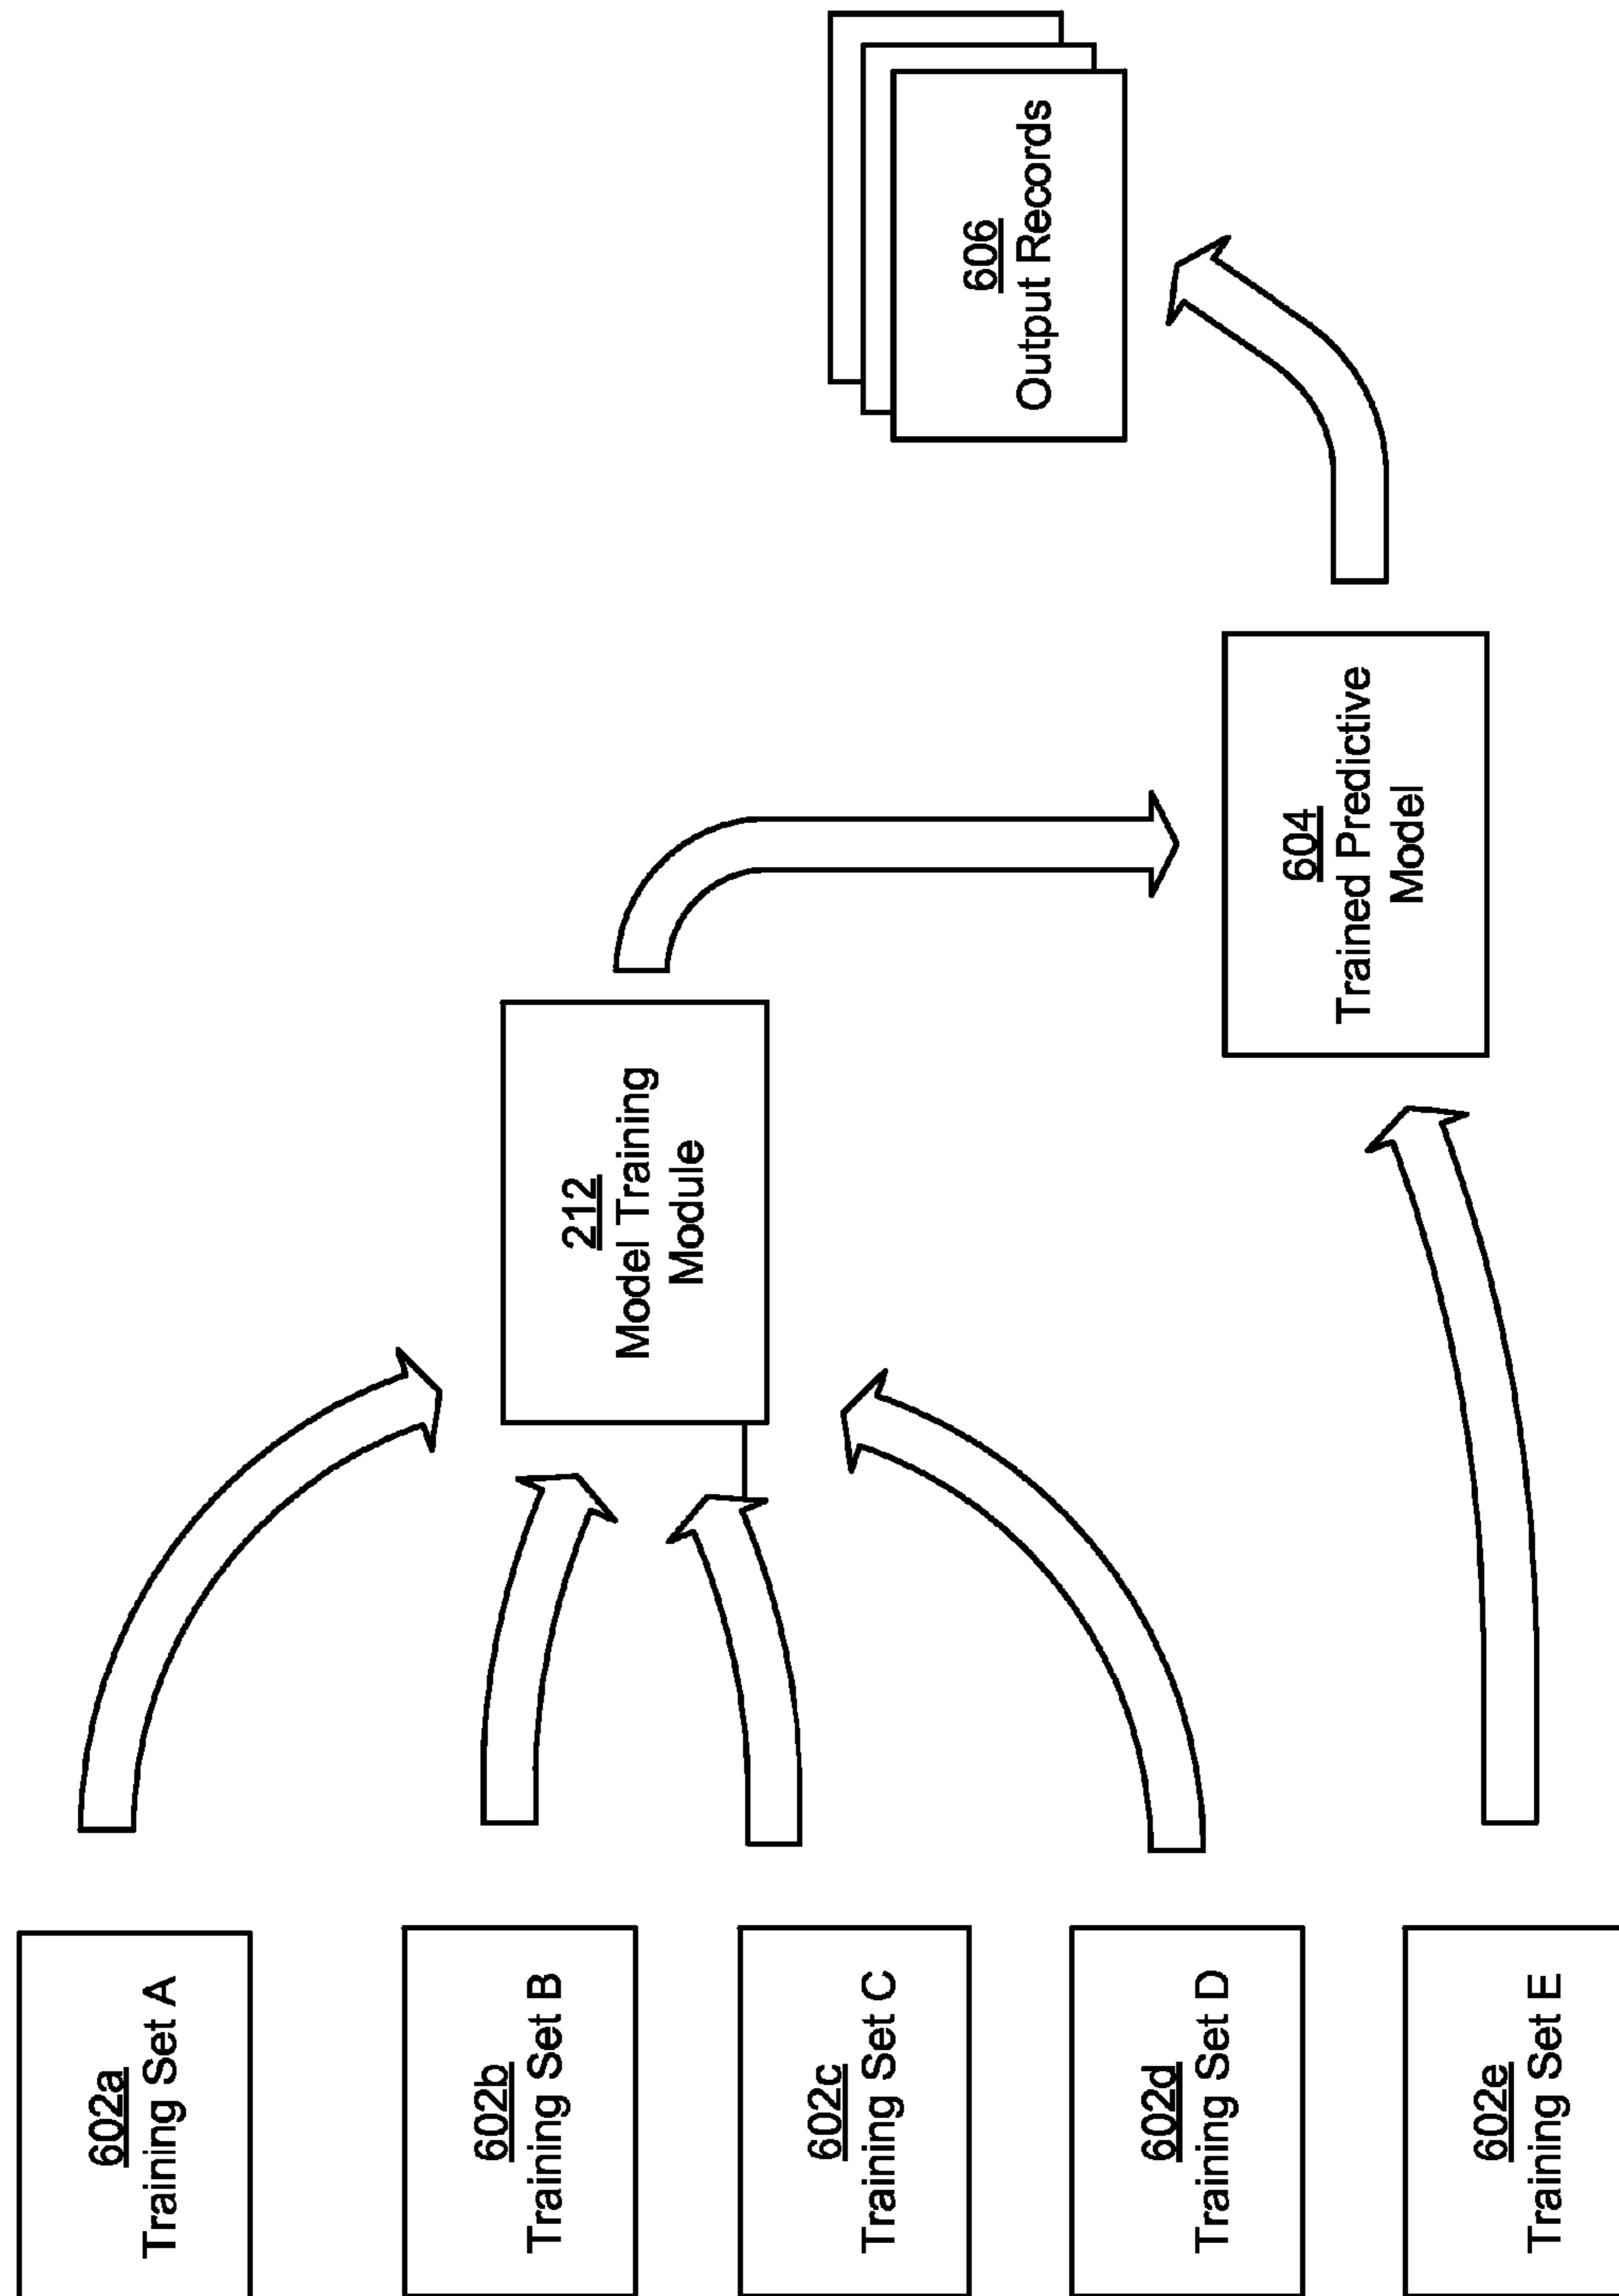 602a
Training Set A
602b
Training Set B
602c
Training Set C
602d
Training Set D
602e
Training Set E
212
Model Training
Module
604
Trained Predictive
Model
606
Output Records